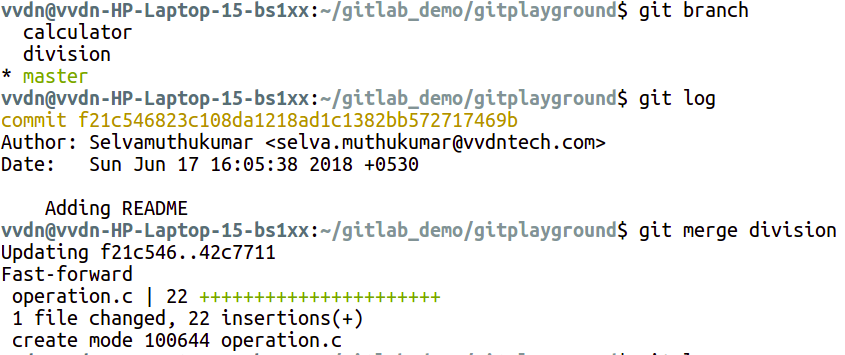 vvdn@vvdn-HP-Laptop-15-bs1xx:~/gitlab_demo/gitplayground$ git branch
  calculator
  division
* master
vvdn@vvdn-HP-Laptop-15-bs1xx:~/gitlab_demo/gitplayground$ git log
commit f21c546823c108da1218ad1c1382bb572717469b
Author: Selvamuthukumar <selva.muthukumar@vvdntech.com>
Date:   Sun Jun 17 16:05:38 2018 +0530
    Adding README
vvdn@vvdn-HP-Laptop-15-bs1xx:~/gitlab_demo/gitplayground$ git merge division
Updating f21c546..42c7711
Fast-forward
 operation.c | 22 ++++++++++++++++++++++
 1 file changed, 22 insertions(+)
 create mode 100644 operation.c